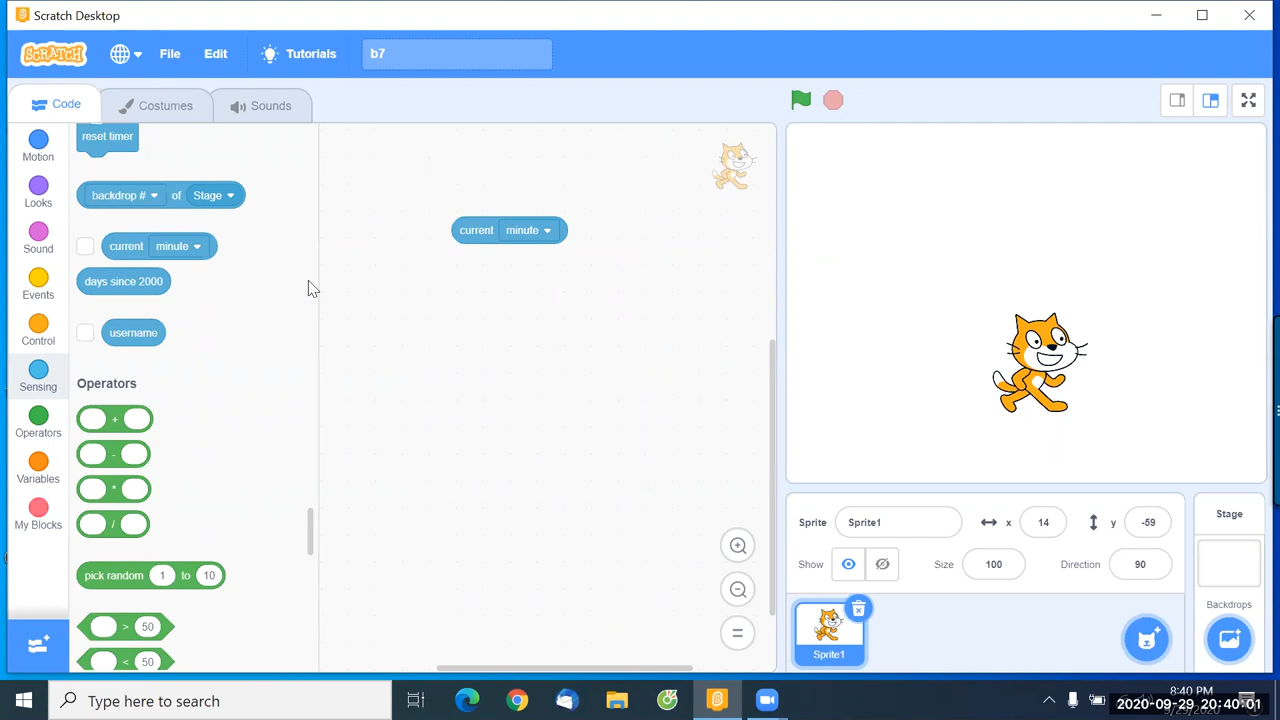 Scratch Desktop
SCRATCH
File
Edit
Tutorials
b7
Code
Costumes
Sounds
Motion
Looks
Sound
Events
Control
Sensing
Operators
Variables
My Blocks
reset timer
backdrop # of Stage
current minute
days since 2000
username
Operators
+
-
*
/
pick random 1 to 10
> 50
< 50
current minute
Sprite Sprite1 x 14 y -59
Show Size 100 Direction 90
Sprite1
Stage
Backdrops
Type here to search
8:40 PM
2020-09-29 20:40:01